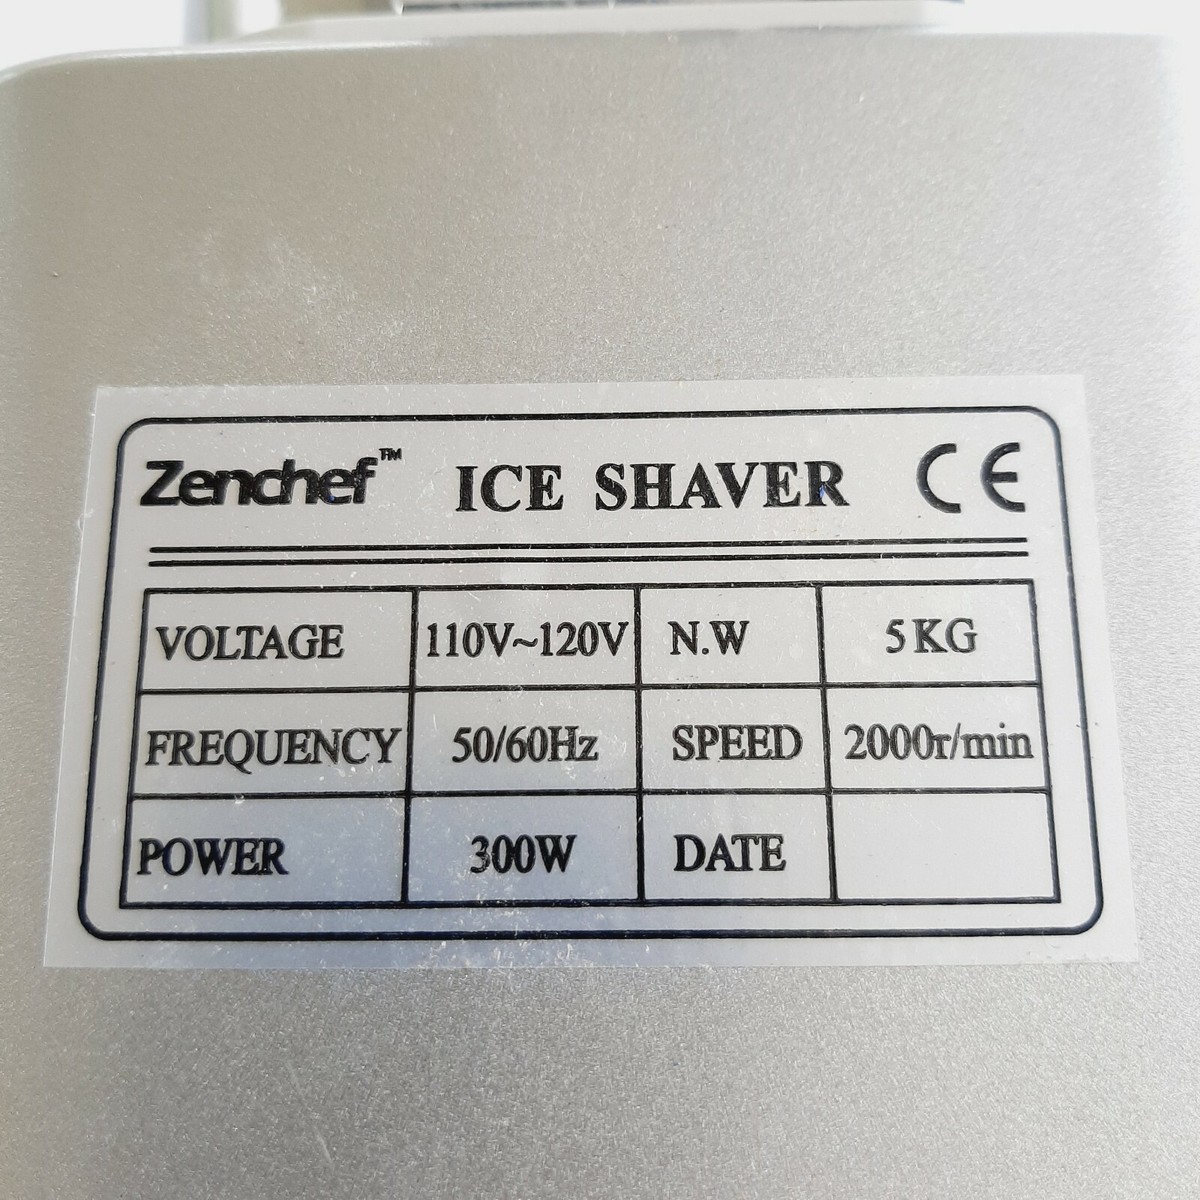 Zenchef™ ICE SHAVER CE
VOLTAGE 110V~120V N.W 5KG
FREQUENCY 50/60Hz SPEED 2000r/min
POWER 300W DATE